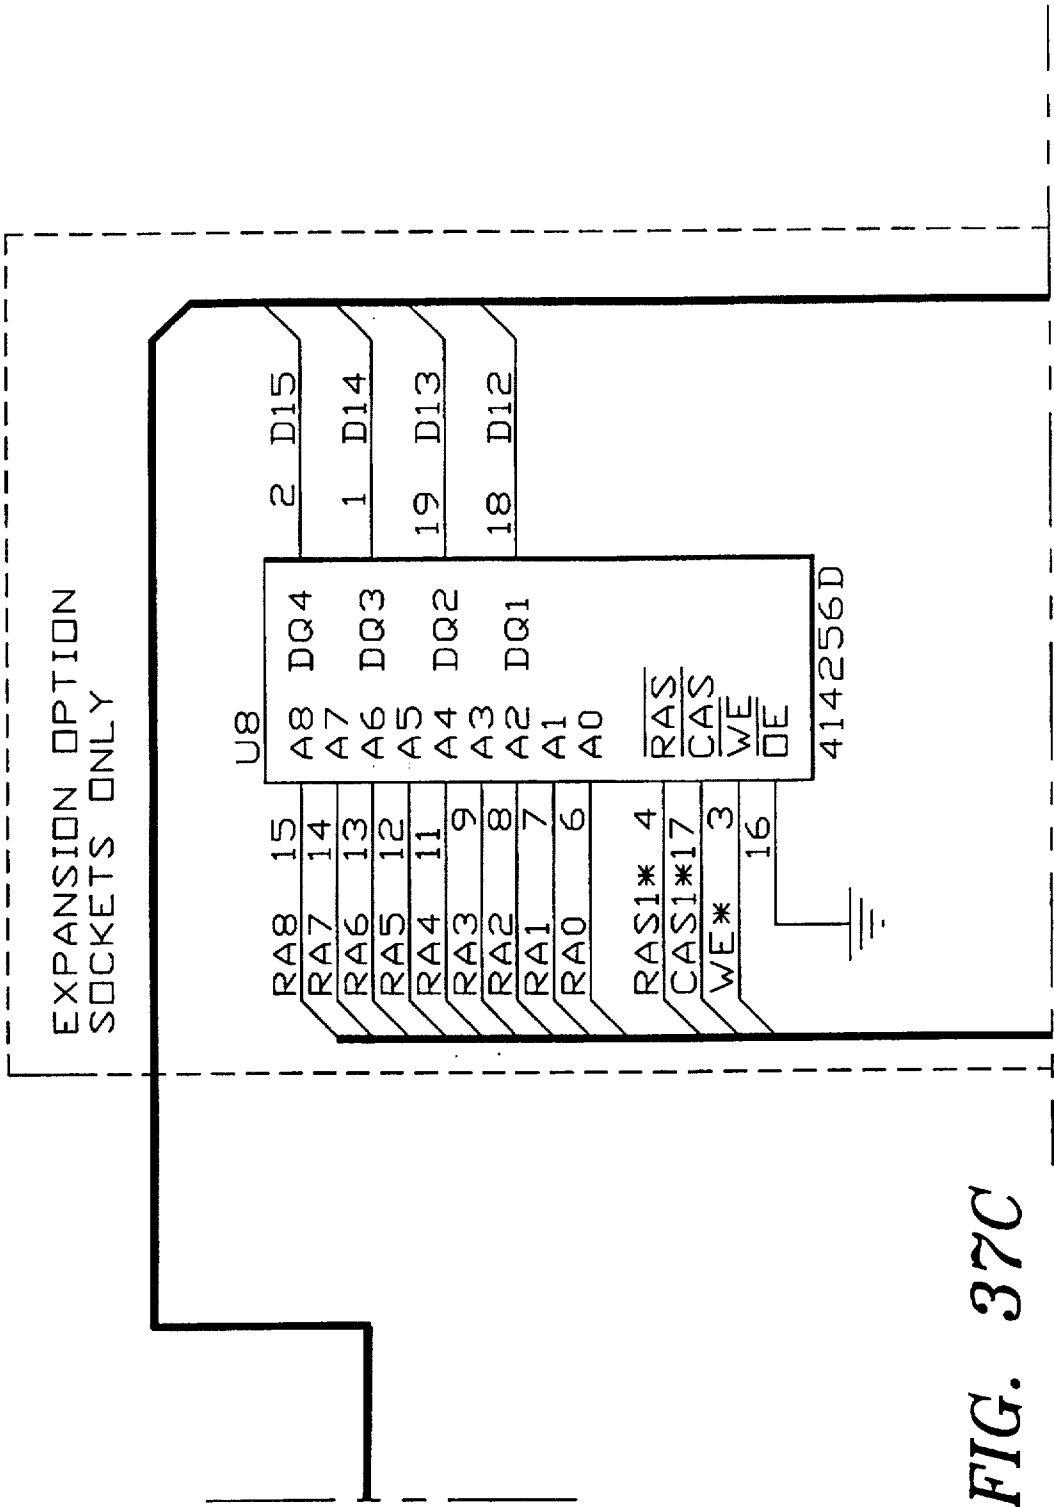 EXPANSION OPTION
SOCKETS ONLY
U8
RA8 15 A8 DQ4 2 D15
RA7 14 A7
RA6 13 A6 DQ3 1 D14
RA5 12 A5
RA4 11 A4 DQ2 19 D13
RA3 9 A3
RA2 8 A2 DQ1 18 D12
RA1 7 A1
RA0 6 A0
RAS1* 4 RAS
CAS1*17 CAS
WE* 3 WE
16 OE
414256D
FIG. 37C